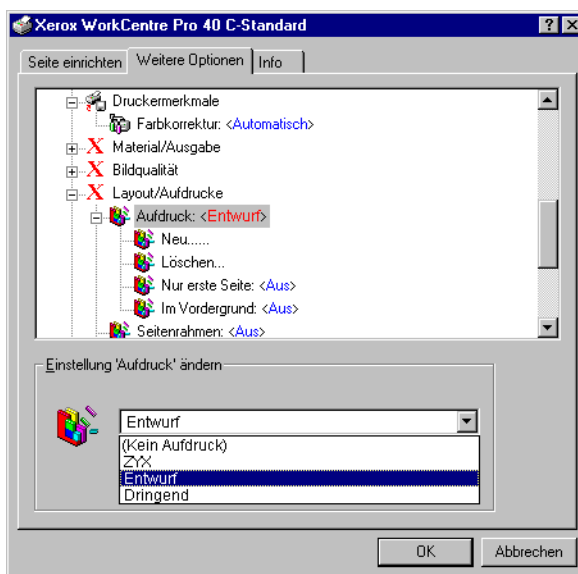 Xerox WorkCentre Pro 40 C-Standard
Seite einrichten Weitere Optionen Info
Druckermerkmale
Farbkorrektur: <Automatisch>
X Material/Ausgabe
X Bildqualität
X Layout/Aufdrucke
Aufdruck: <Entwurf>
Neu......
Löschen...
Nur erste Seite: <Aus>
Im Vordergrund: <Aus>
Seitenrahmen: <Aus>
Einstellung 'Aufdruck' ändern
Entwurf
(Kein Aufdruck)
ZYX
Entwurf
Dringend
OK Abbrechen